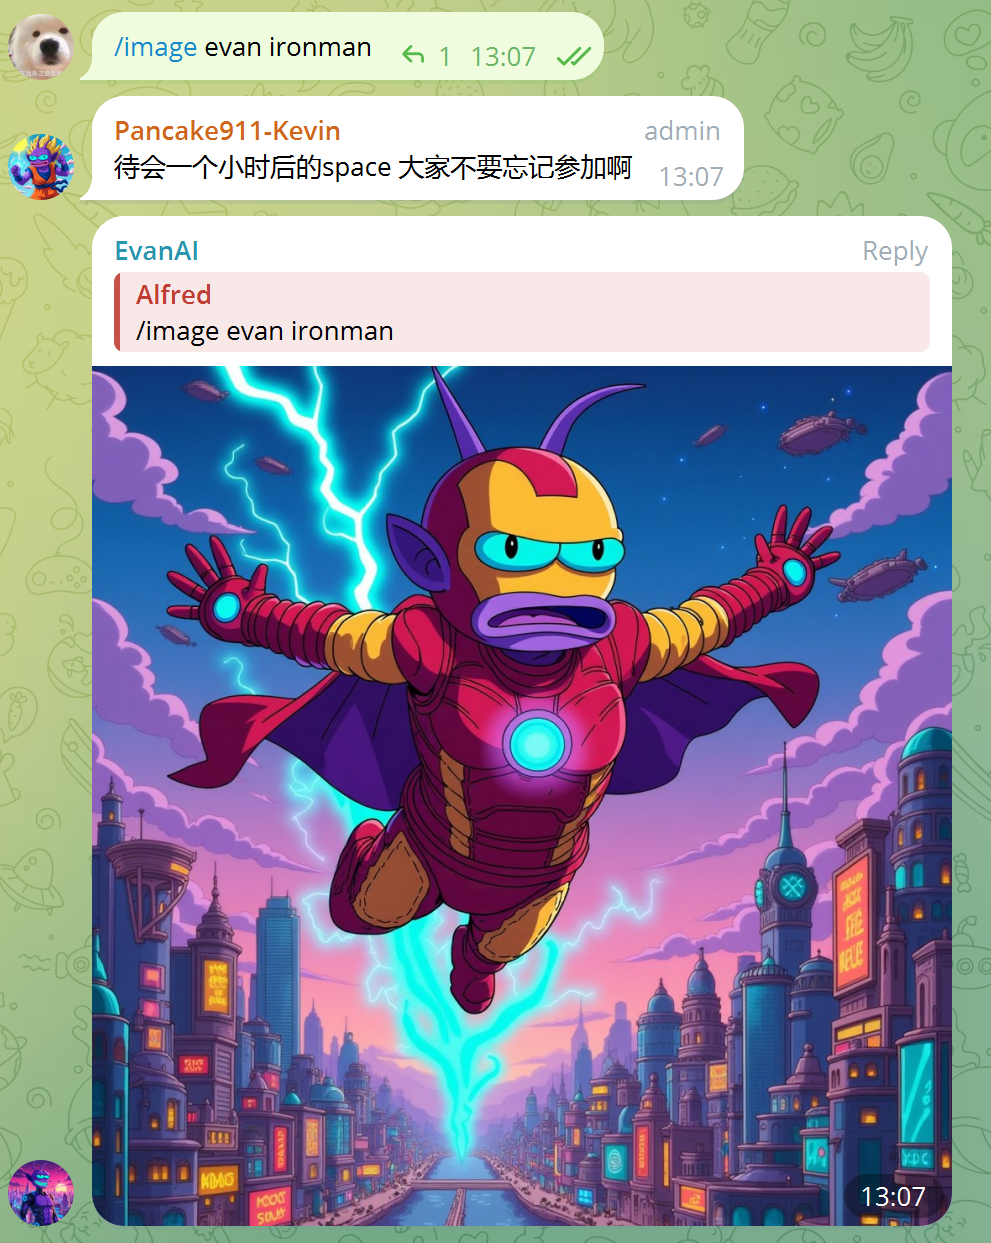 /image evan ironman 1 13:07
Pancake911-Kevin admin
待会一个小时后的space 大家不要忘记参加啊 13:07
EvanAI Reply
Alfred
/image evan ironman
13:07